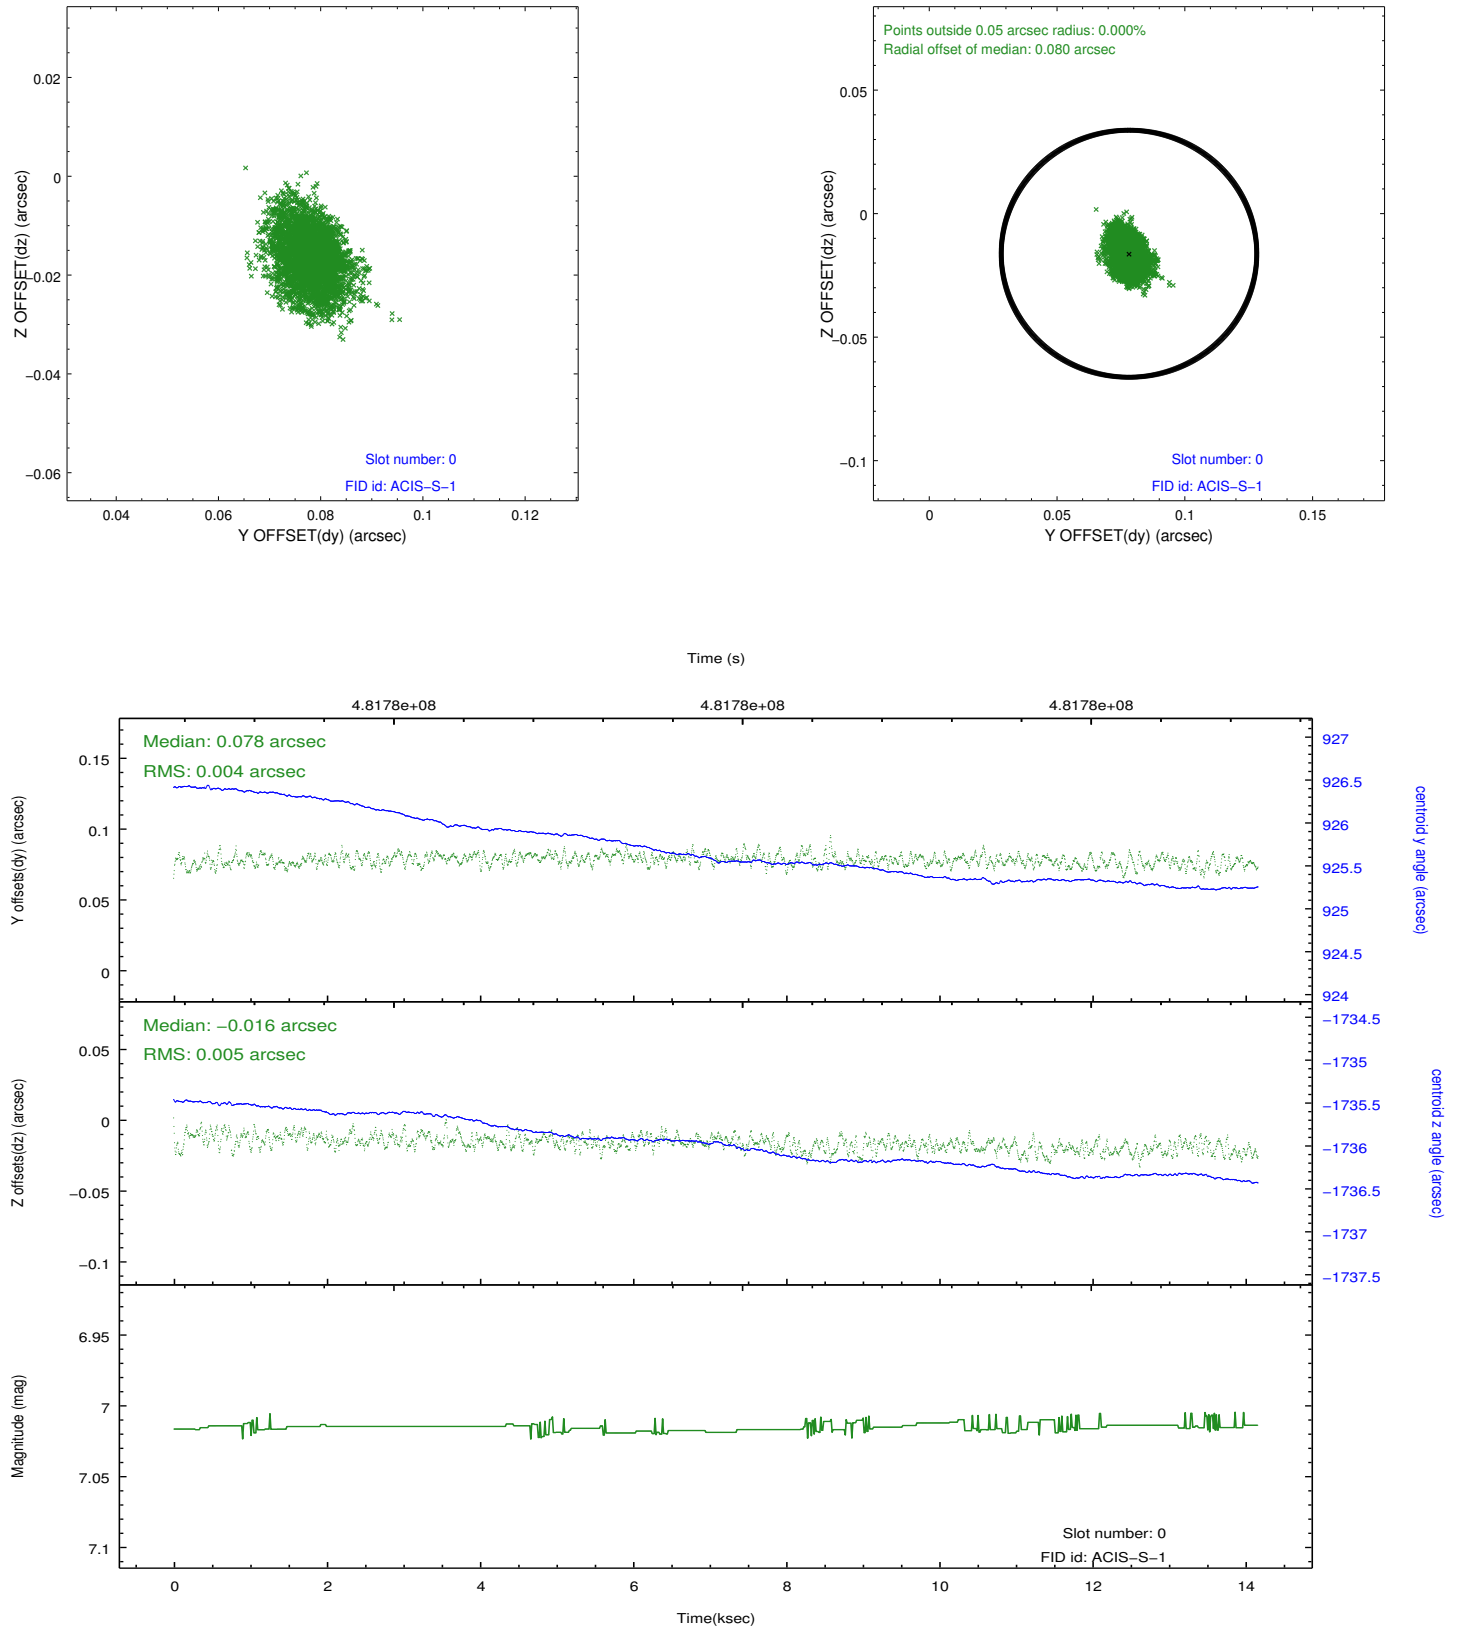 0.02
0
−0.02
−0.04
−0.06
Z OFFSET(dz) (arcsec)
Slot number: 0
FID id: ACIS−S−1
0.04 0.06 0.08 0.1 0.12
Y OFFSET(dy) (arcsec)
Points outside 0.05 arcsec radius: 0.000%
Radial offset of median: 0.080 arcsec
0.05
0
−0.05
−0.1
Z OFFSET(dz) (arcsec)
Slot number: 0
FID id: ACIS−S−1
0 0.05 0.1 0.15
Y OFFSET(dy) (arcsec)
Time (s)
4.8178e+08 4.8178e+08 4.8178e+08
Median: 0.078 arcsec
RMS: 0.004 arcsec
0.15
0.1
0.05
0
Y offsets(dy) (arcsec)
927
926.5
926
925.5
925
924.5
924
centroid y angle (arcsec)
Median: −0.016 arcsec
RMS: 0.005 arcsec
0.05
0
−0.05
−0.1
Z offsets(dz) (arcsec)
−1734.5
−1735
−1735.5
−1736
−1736.5
−1737
−1737.5
centroid z angle (arcsec)
6.95
7
7.05
7.1
Magnitude (mag)
Slot number: 0
FID id: ACIS−S−1
0 2 4 6 8 10 12 14
Time(ksec)